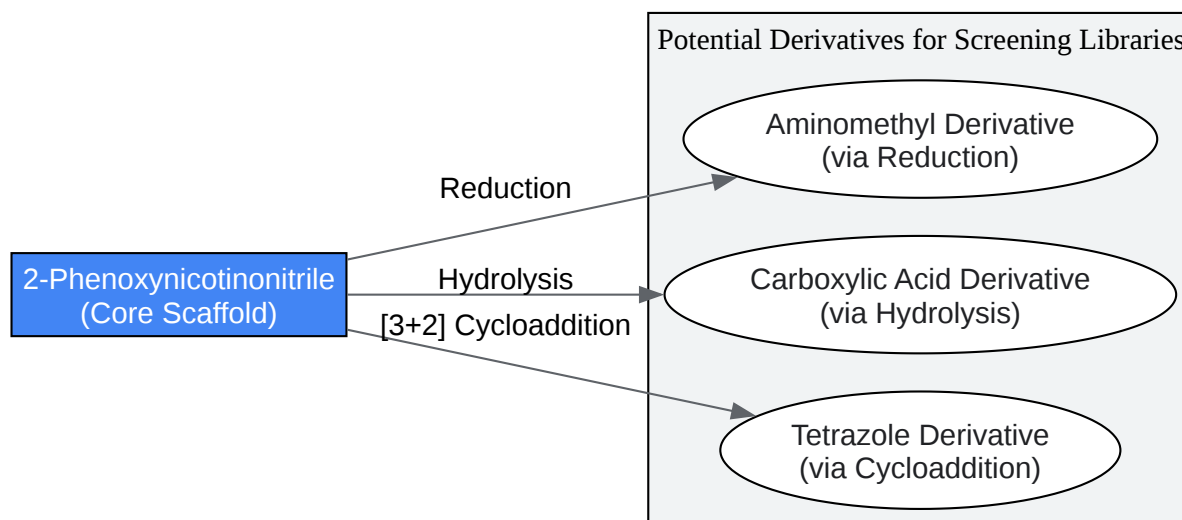 Potential Derivatives for Screening Libraries
Aminomethyl Derivative
(via Reduction)
Reduction
2-Phenoxynicotinonitrile
(Core Scaffold)
Hydrolysis
Carboxylic Acid Derivative
(via Hydrolysis)
[3+2] Cycloaddition
Tetrazole Derivative
(via Cycloaddition)